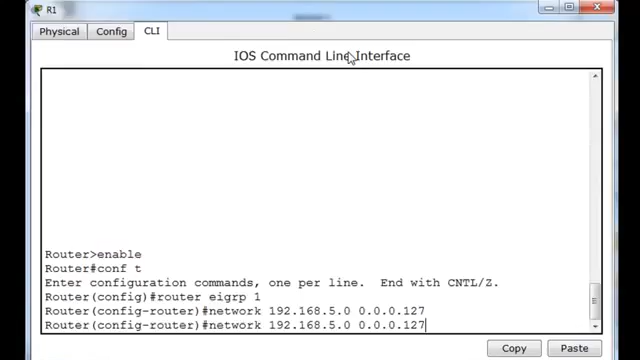 R1
Physical Config CLI
IOS Command Line Interface
Router>enable
Router#conf t
Enter configuration commands, one per line.  End with CNTL/Z.
Router(config)#router eigrp 1
Router(config-router)#network 192.168.5.0 0.0.0.127
Router(config-router)#network 192.168.5.0 0.0.0.127
Copy Paste